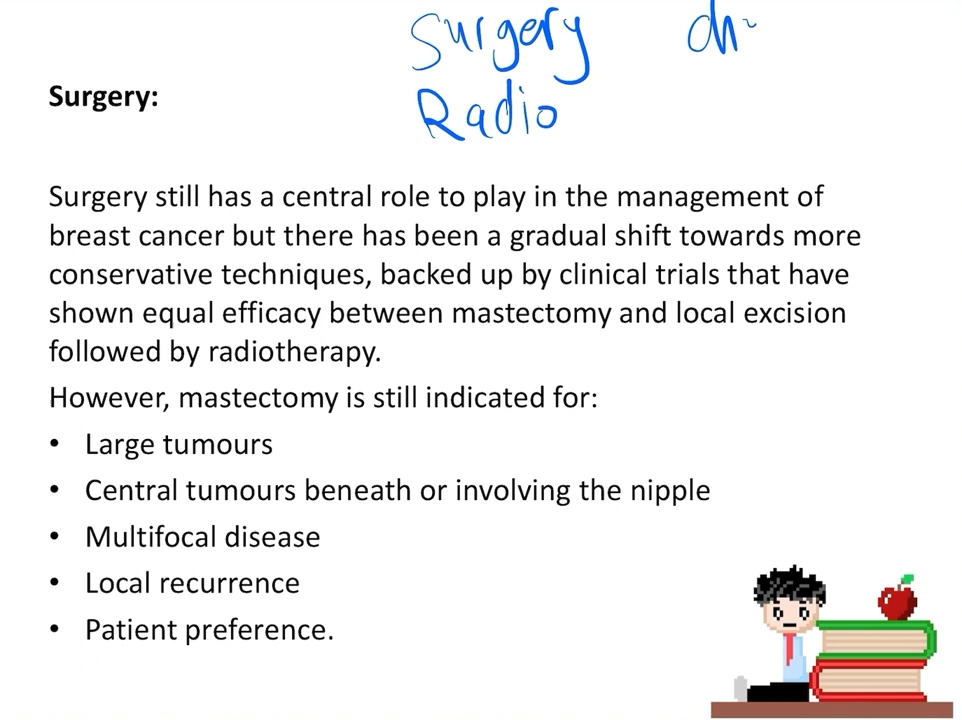 Surgery
Radio
Surgery:
Surgery still has a central role to play in the management of
breast cancer but there has been a gradual shift towards more
conservative techniques, backed up by clinical trials that have
shown equal efficacy between mastectomy and local excision
followed by radiotherapy.
However, mastectomy is still indicated for:
• Large tumours
• Central tumours beneath or involving the nipple
• Multifocal disease
• Local recurrence
• Patient preference.